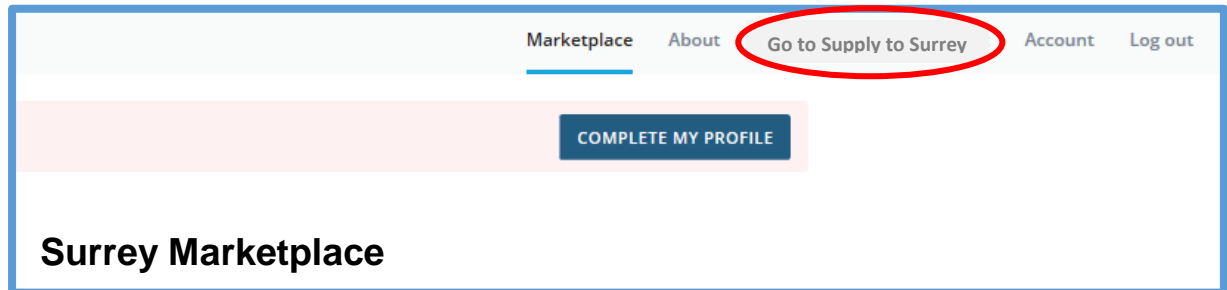 Marketplace About Go to Supply to Surrey Account Log out
COMPLETE MY PROFILE
Surrey Marketplace